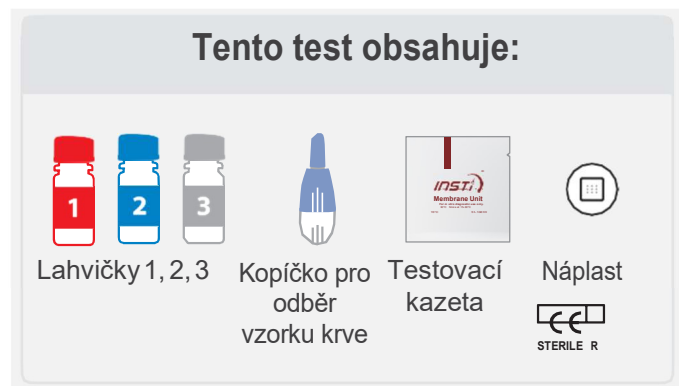 Tento test obsahuje:
1
2
3
INSTI
Membrane Unit
Lahvičky 1, 2, 3
Kopíčko pro
odběr
vzorku krve
Testovací
kazeta
Náplast
CE
STERILE R